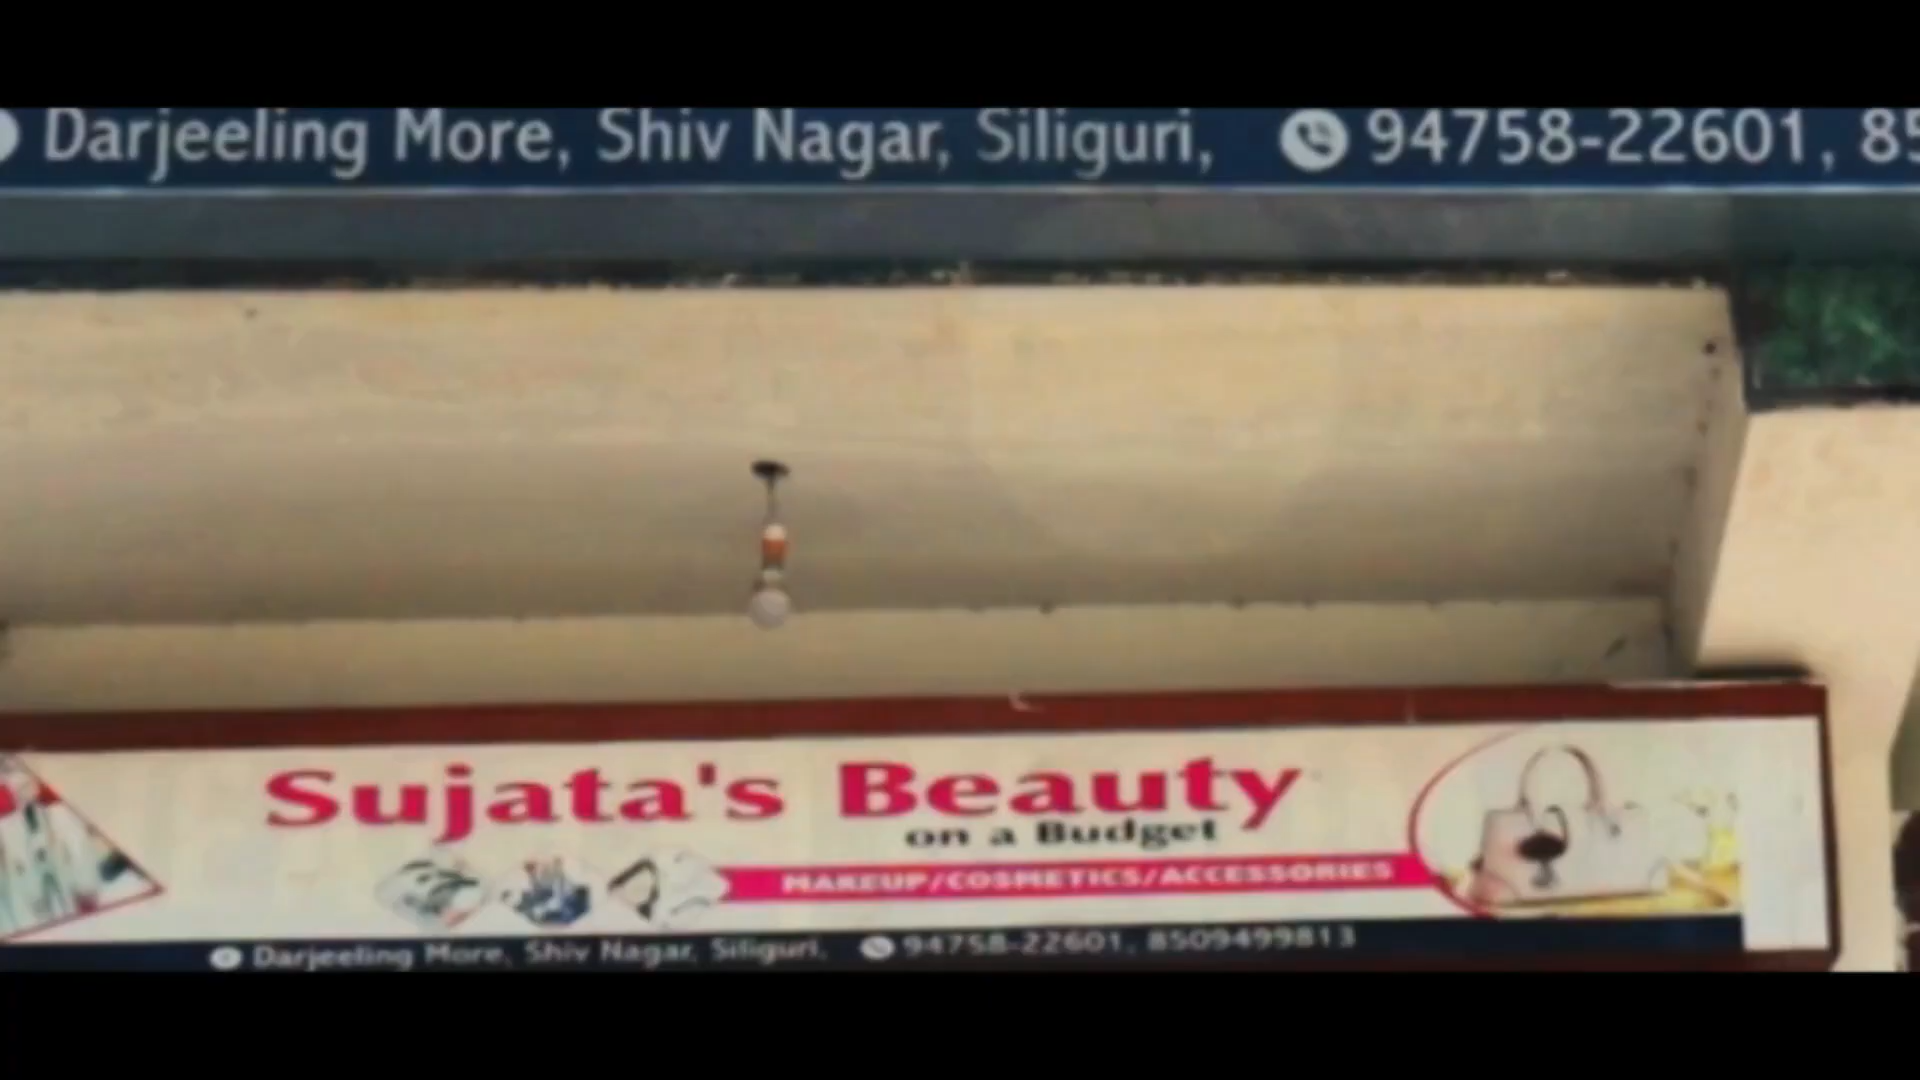 Darjeeling More, Shiv Nagar, Siliguri, 94758-22601, 85
Sujata's Beauty
on a Budget
MAKEUP/COSMETICS/ACCESSORIES
Darjeeling More, Shiv Nagar, Siliguri, 94758-22601, 8509499813